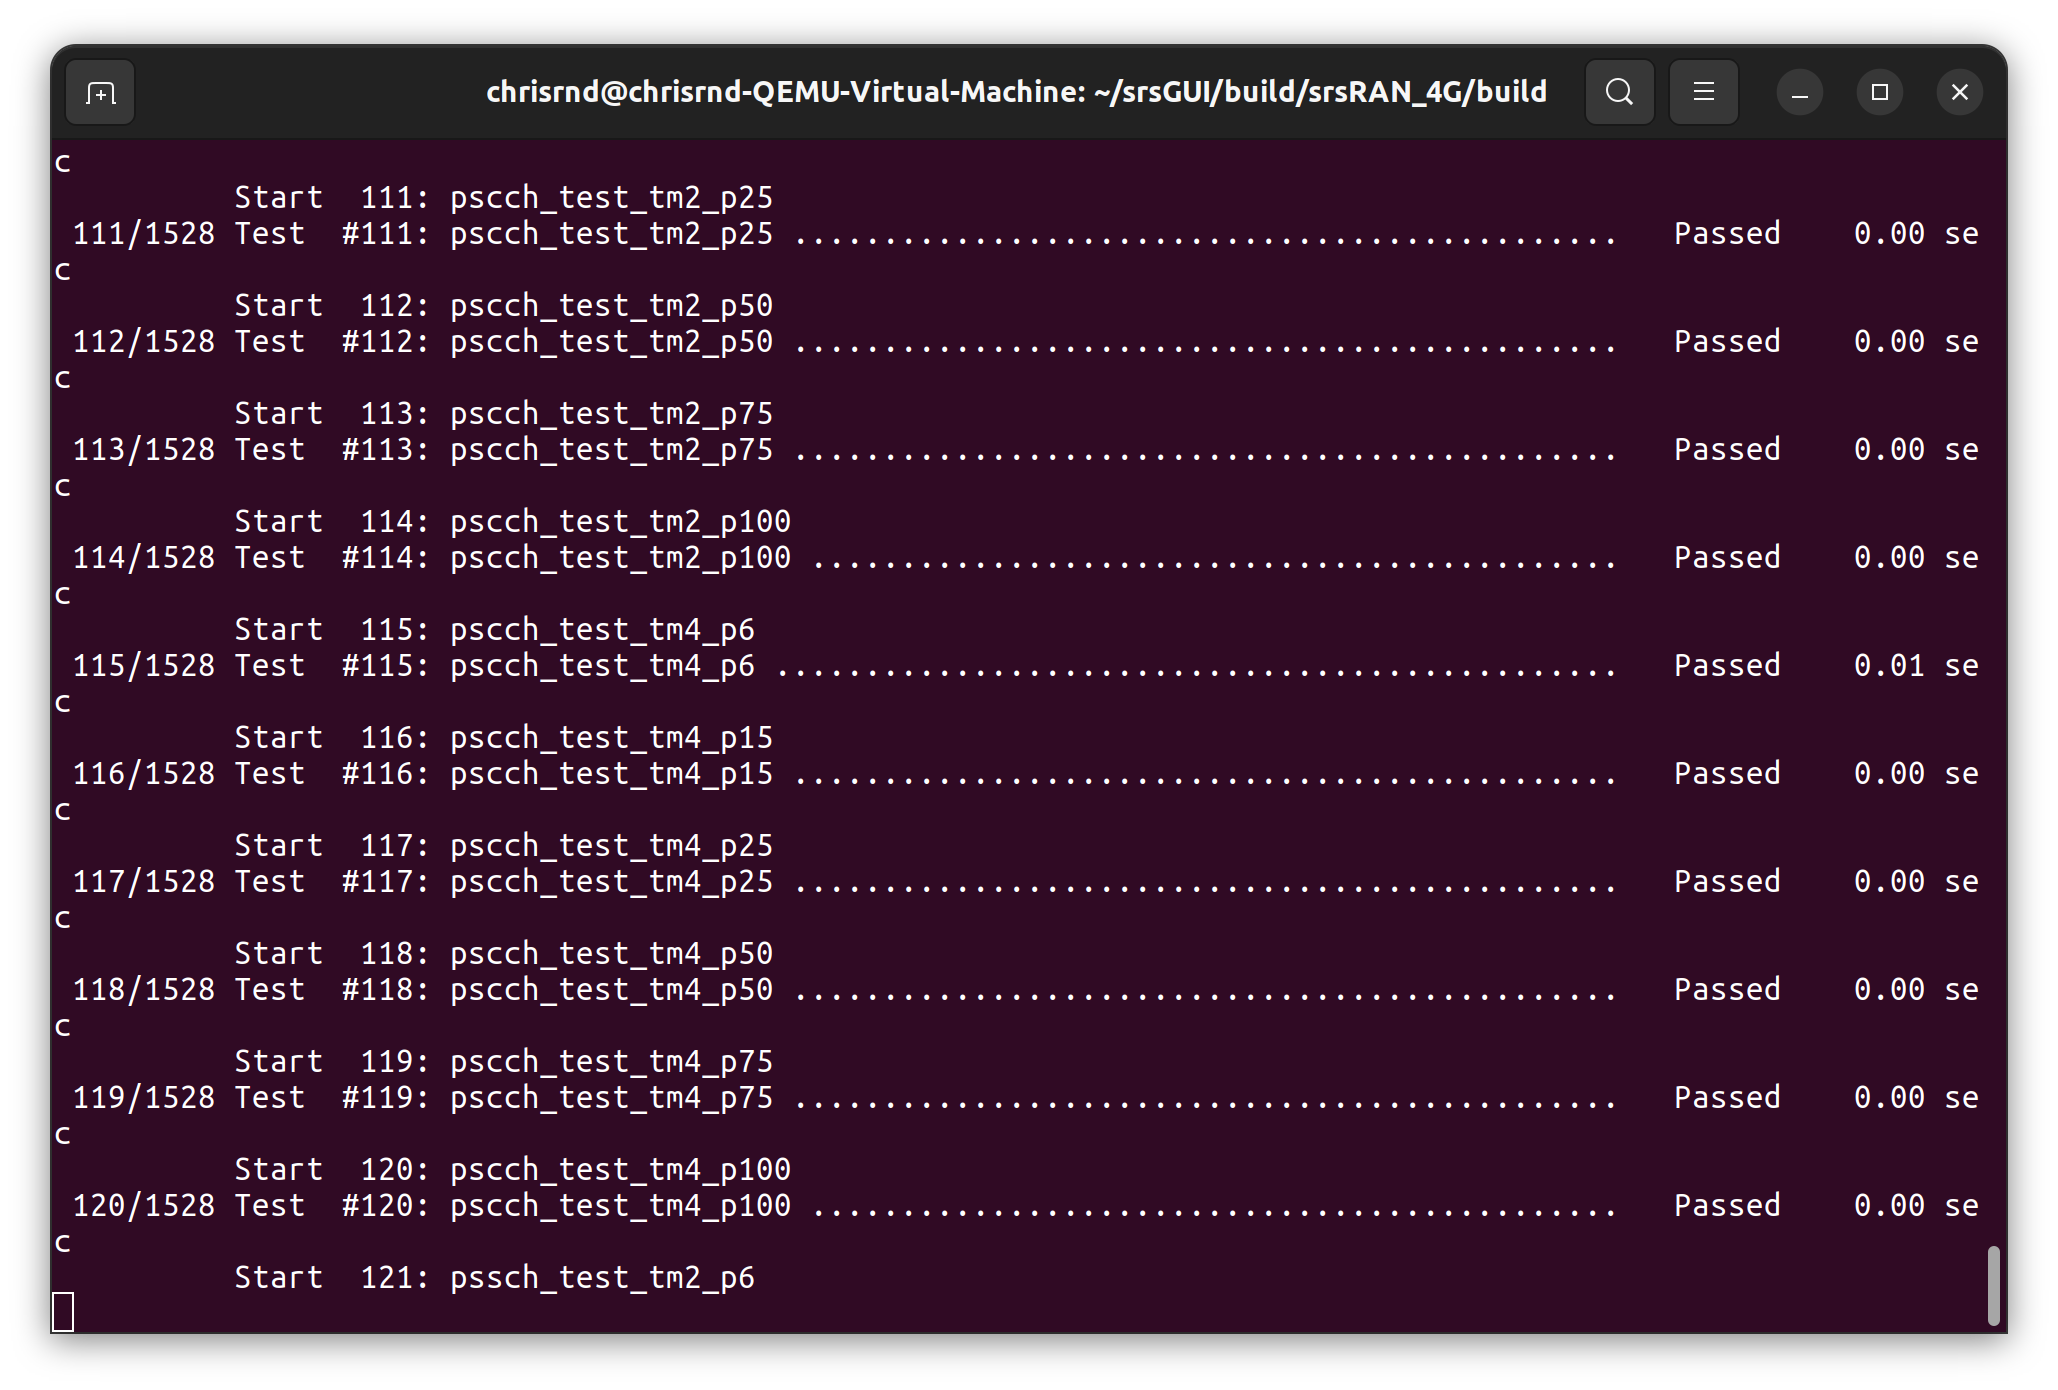 chrisrnd@chrisrnd-QEMU-Virtual-Machine: ~/srsGUI/build/srsRAN_4G/build
c
Start  111: pscch_test_tm2_p25
111/1528 Test  #111: pscch_test_tm2_p25 ..............................................   Passed    0.00 se
c
Start  112: pscch_test_tm2_p50
112/1528 Test  #112: pscch_test_tm2_p50 ..............................................   Passed    0.00 se
c
Start  113: pscch_test_tm2_p75
113/1528 Test  #113: pscch_test_tm2_p75 ..............................................   Passed    0.00 se
c
Start  114: pscch_test_tm2_p100
114/1528 Test  #114: pscch_test_tm2_p100 .............................................   Passed    0.00 se
c
Start  115: pscch_test_tm4_p6
115/1528 Test  #115: pscch_test_tm4_p6 ...............................................   Passed    0.01 se
c
Start  116: pscch_test_tm4_p15
116/1528 Test  #116: pscch_test_tm4_p15 ..............................................   Passed    0.00 se
c
Start  117: pscch_test_tm4_p25
117/1528 Test  #117: pscch_test_tm4_p25 ..............................................   Passed    0.00 se
c
Start  118: pscch_test_tm4_p50
118/1528 Test  #118: pscch_test_tm4_p50 ..............................................   Passed    0.00 se
c
Start  119: pscch_test_tm4_p75
119/1528 Test  #119: pscch_test_tm4_p75 ..............................................   Passed    0.00 se
c
Start  120: pscch_test_tm4_p100
120/1528 Test  #120: pscch_test_tm4_p100 .............................................   Passed    0.00 se
c
Start  121: pssch_test_tm2_p6